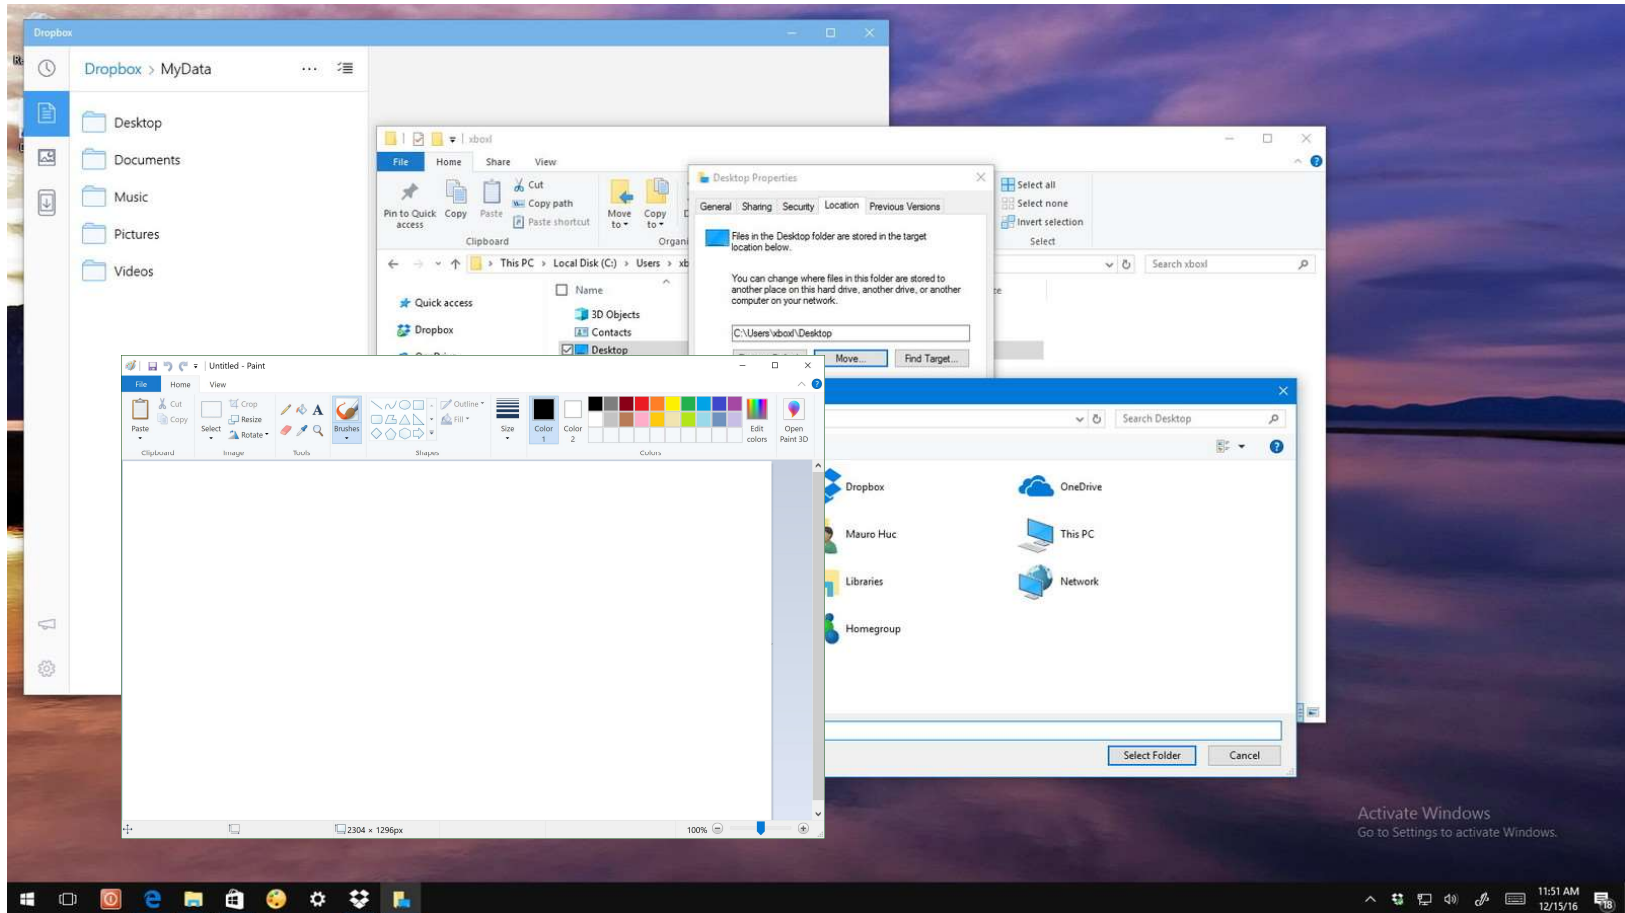 Dropbox
Dropbox > MyData
Desktop
Documents
Music
Pictures
Videos
xboxl
File Home Share View
Pin to Quick access
Copy
Paste
Cut
Copy path
Paste shortcut
Clipboard
Move to
Copy to
Organi
Select all
Select none
Invert selection
Select
This PC > Local Disk (C:) > Users > xb
Search xboxl
Quick access
Dropbox
Name
3D Objects
Contacts
Desktop
Desktop Properties
General Sharing Security Location Previous Versions
Files in the Desktop folder are stored in the target
location below.
You can change where files in this folder are stored to
another place on this hard drive, another drive, or another
computer on your network.
C:\Users\xboxl\Desktop
Move...
Find Target...
Untitled - Paint
File Home View
Paste
Cut
Copy
Clipboard
Select
Crop
Resize
Rotate
Image
Tools
Brushes
Outline
Fill
Shapes
Size
Color 1
Color 2
Edit colors
Open Paint 3D
Colors
2304 × 1296px
100%
Search Desktop
Dropbox
OneDrive
Mauro Huc
This PC
Libraries
Network
Homegroup
Select Folder
Cancel
Activate Windows
Go to Settings to activate Windows.
11:51 AM
12/15/16
18